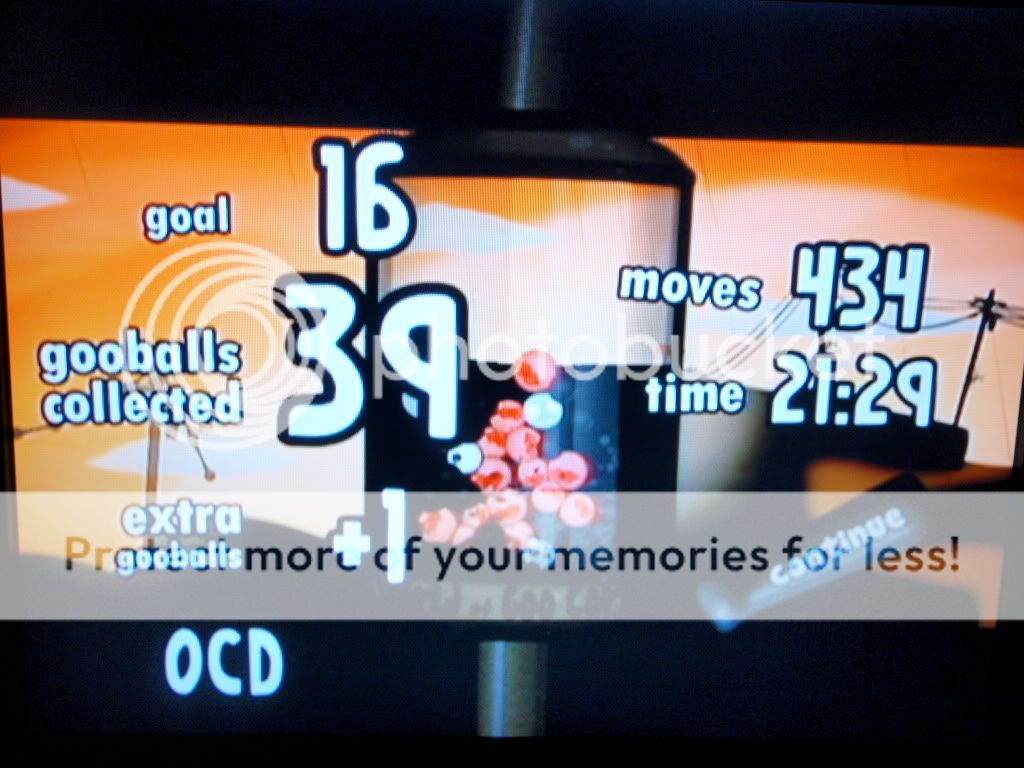 goal 16
gooballs collected 39
extra gooballs +1
OCD
moves 434
time 21:29
continue
photobucket
more of your memories for less!